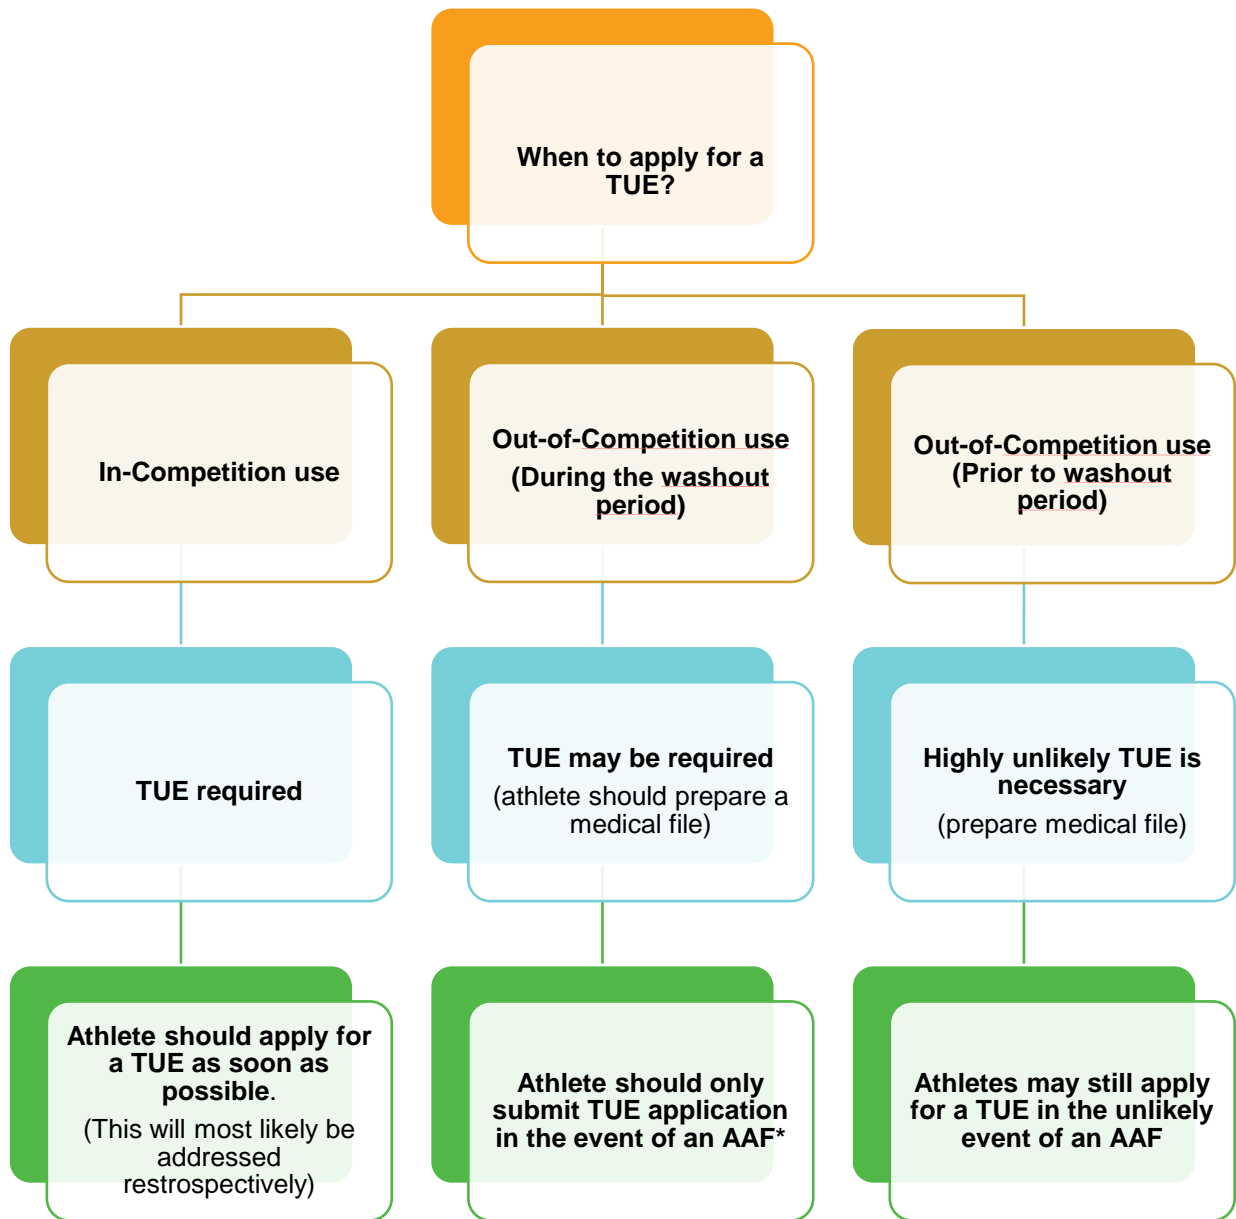 When to apply for a
TUE?
In-Competition use
Out-of-Competition use
(During the washout
period)
Out-of-Competition use
(Prior to washout
period)
TUE required
TUE may be required
(athlete should prepare a
medical file)
Highly unlikely TUE is
necessary
(prepare medical file)
Athlete should apply for
a TUE as soon as
possible.
(This will most likely be
addressed
restrospectively)
Athlete should only
submit TUE application
in the event of an AAF*
Athletes may still apply
for a TUE in the unlikely
event of an AAF